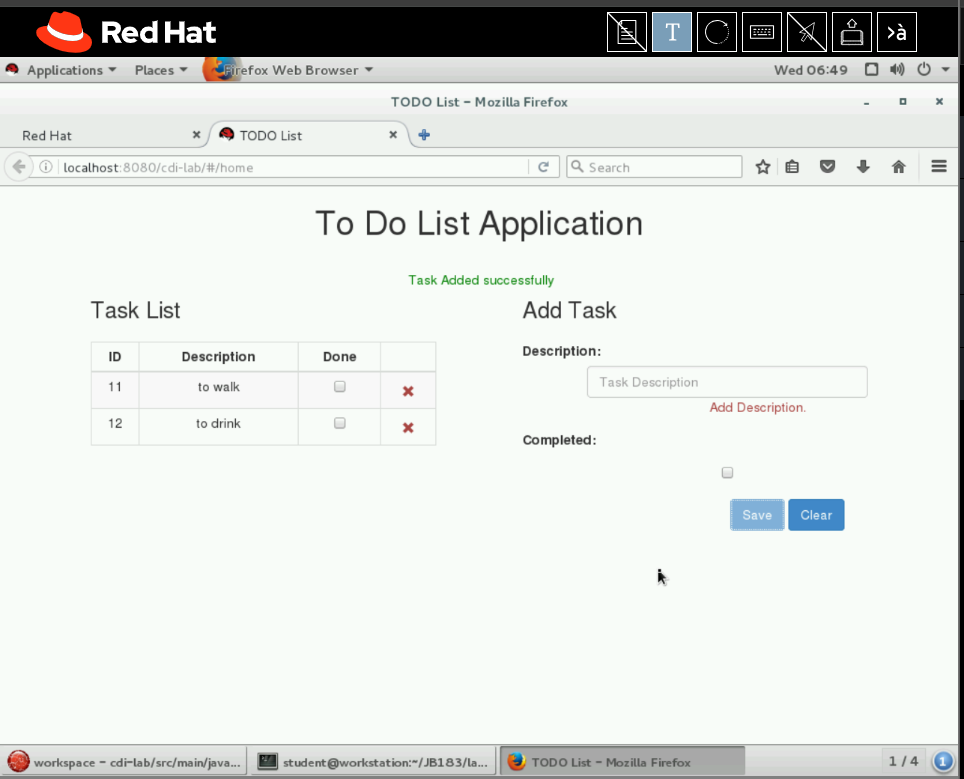 Red Hat
T
>à
Applications Places Firefox Web Browser Wed 06:49
TODO List – Mozilla Firefox
Red Hat TODO List
localhost:8080/cdi-lab/#/home Search
To Do List Application
Task Added successfully
Task List
ID Description Done
11 to walk
12 to drink
Add Task
Description:
Task Description
Add Description.
Completed:
Save Clear
workspace – cdi-lab/src/main/java... student@workstation:~/JB183/la... TODO List – Mozilla Firefox 1 / 4 1